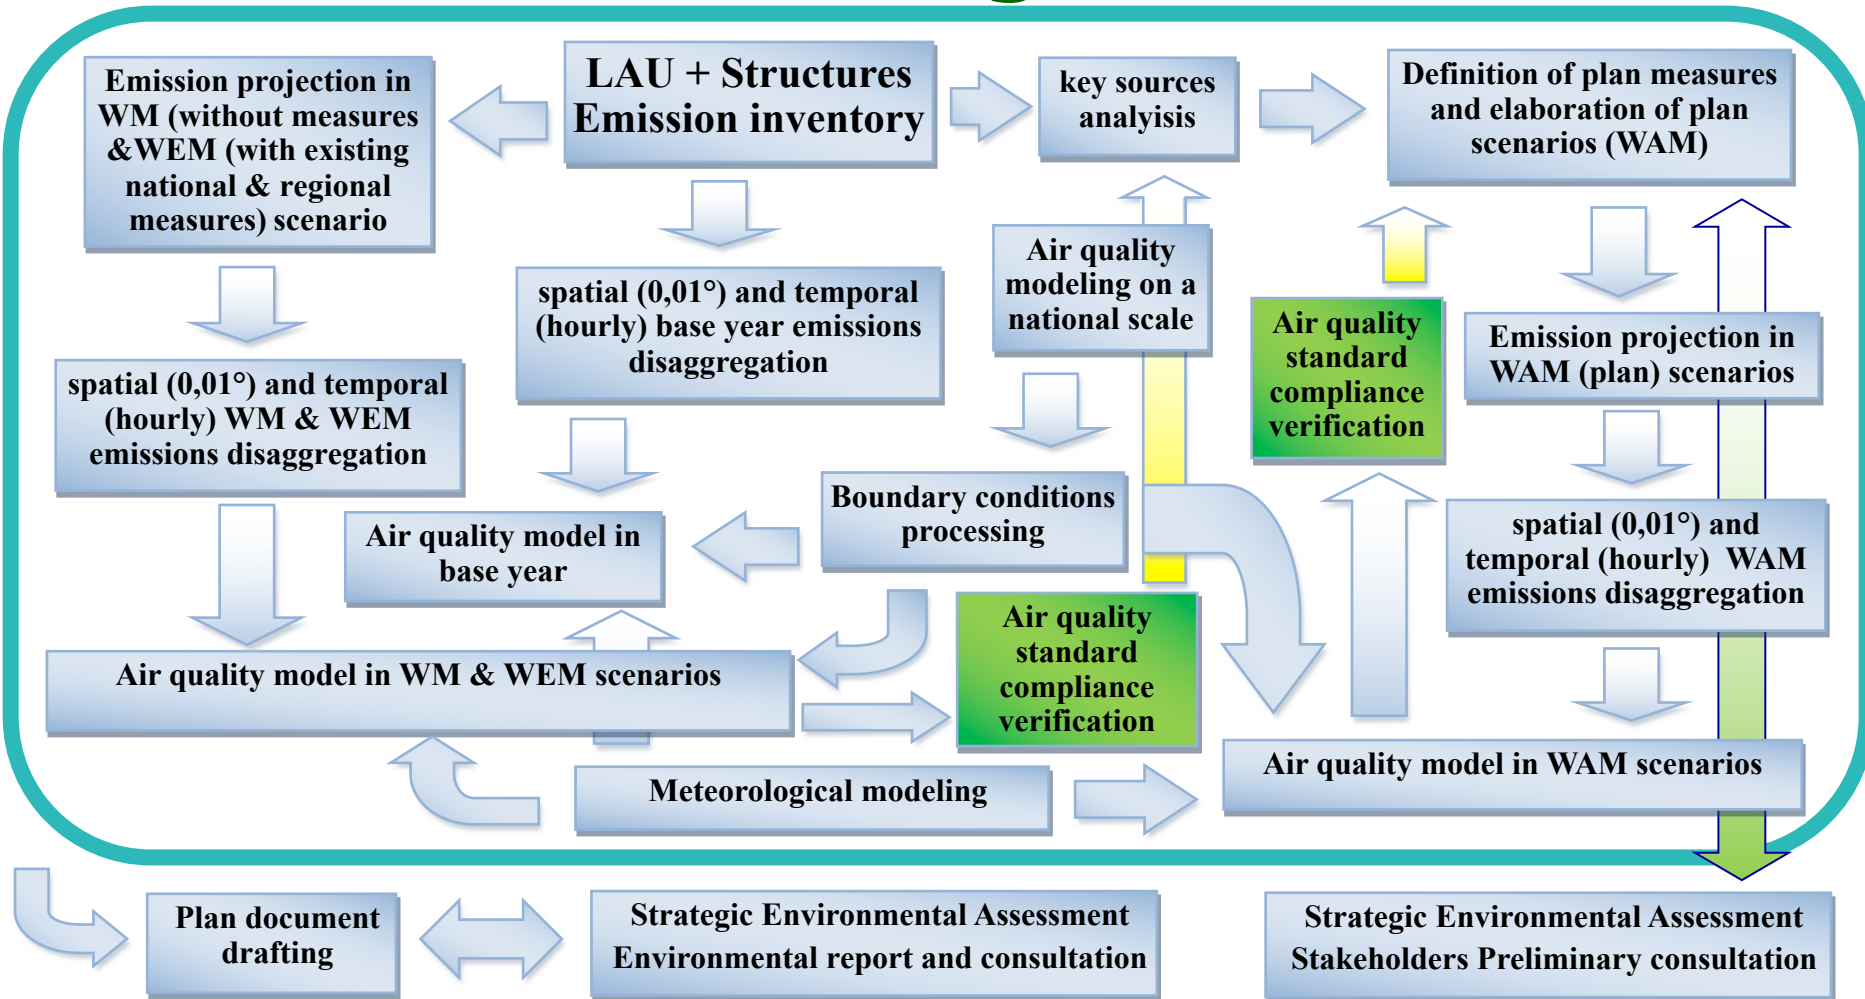 Emission projection in
WM (without measures
&WEM (with existing
national & regional
measures) scenario
LAU + Structures
Emission inventory
key sources
analyisis
Definition of plan measures
and elaboration of plan
scenarios (WAM)
spatial (0,01°) and temporal
(hourly) base year emissions
disaggregation
Air quality
modeling on a
national scale
Air quality
standard
compliance
verification
Emission projection in
WAM (plan) scenarios
spatial (0,01°) and temporal
(hourly) WM & WEM
emissions disaggregation
Air quality model in
base year
Boundary conditions
processing
spatial (0,01°) and
temporal (hourly) WAM
emissions disaggregation
Air quality model in WM & WEM scenarios
Air quality
standard
compliance
verification
Meteorological modeling
Air quality model in WAM scenarios
Plan document
drafting
Strategic Environmental Assessment
Environmental report and consultation
Strategic Environmental Assessment
Stakeholders Preliminary consultation